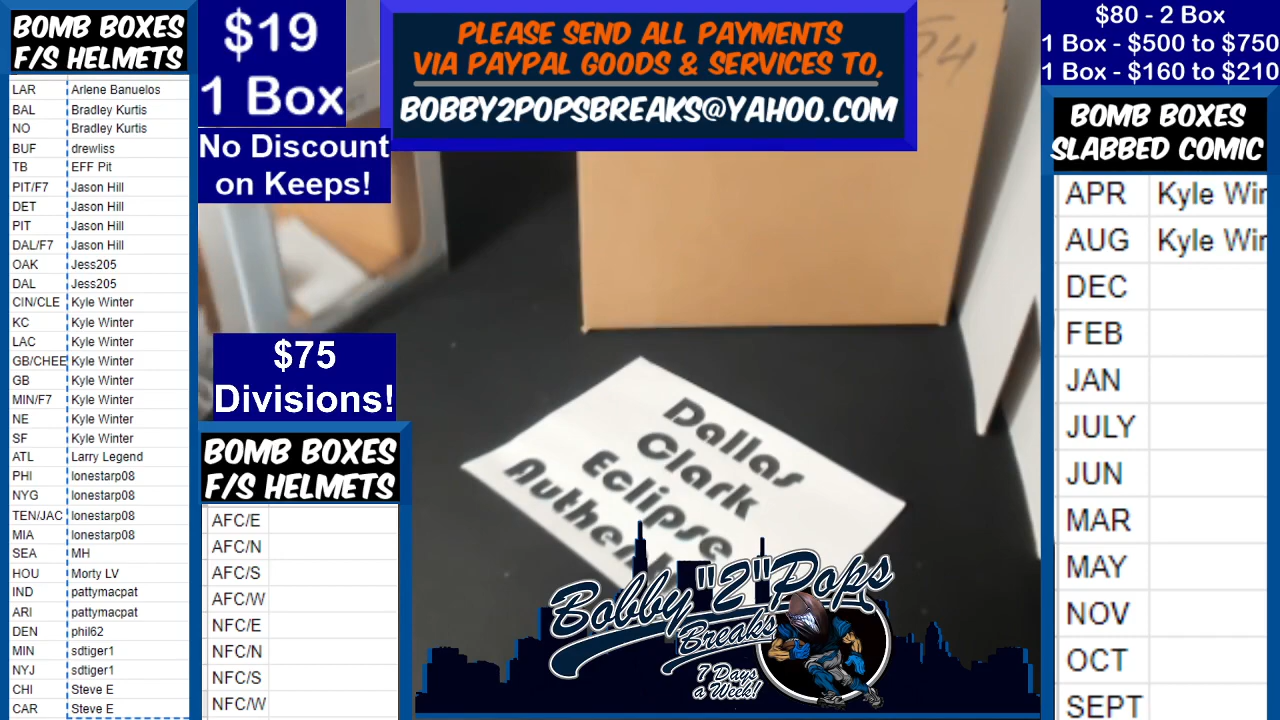 BOMB BOXES
F/S HELMETS
LAR Arlene Banuelos
BAL Bradley Kurtis
NO Bradley Kurtis
BUF drewliss
TB EFF Pit
PIT/F7 Jason Hill
DET Jason Hill
PIT Jason Hill
DAL/F7 Jason Hill
OAK Jess205
DAL Jess205
CIN/CLE Kyle Winter
KC Kyle Winter
LAC Kyle Winter
GB/CHEE Kyle Winter
GB Kyle Winter
MIN/F7 Kyle Winter
NE Kyle Winter
SF Kyle Winter
ATL Larry Legend
PHI lonestarp08
NYG lonestarp08
TEN/JAC lonestarp08
MIA lonestarp08
SEA MH
HOU Morty LV
IND pattymacpat
ARI pattymacpat
DEN phil62
MIN sdtiger1
NYJ sdtiger1
CHI Steve E
CAR Steve E
$19
1 Box
No Discount
on Keeps!
$75
Divisions!
BOMB BOXES
F/S HELMETS
AFC/E
AFC/N
AFC/S
AFC/W
NFC/E
NFC/N
NFC/S
NFC/W
PLEASE SEND ALL PAYMENTS
VIA PAYPAL GOODS & SERVICES TO,
BOBBY2POPSBREAKS@YAHOO.COM
Dallas
Clark
Eclipse
Bobby "2" Pops
Breaks
7 Days
a Week!
$80 - 2 Box
1 Box - $500 to $750
1 Box - $160 to $210
BOMB BOXES
SLABBED COMIC
APR Kyle Wir
AUG Kyle Wir
DEC
FEB
JAN
JULY
JUN
MAR
MAY
NOV
OCT
SEPT